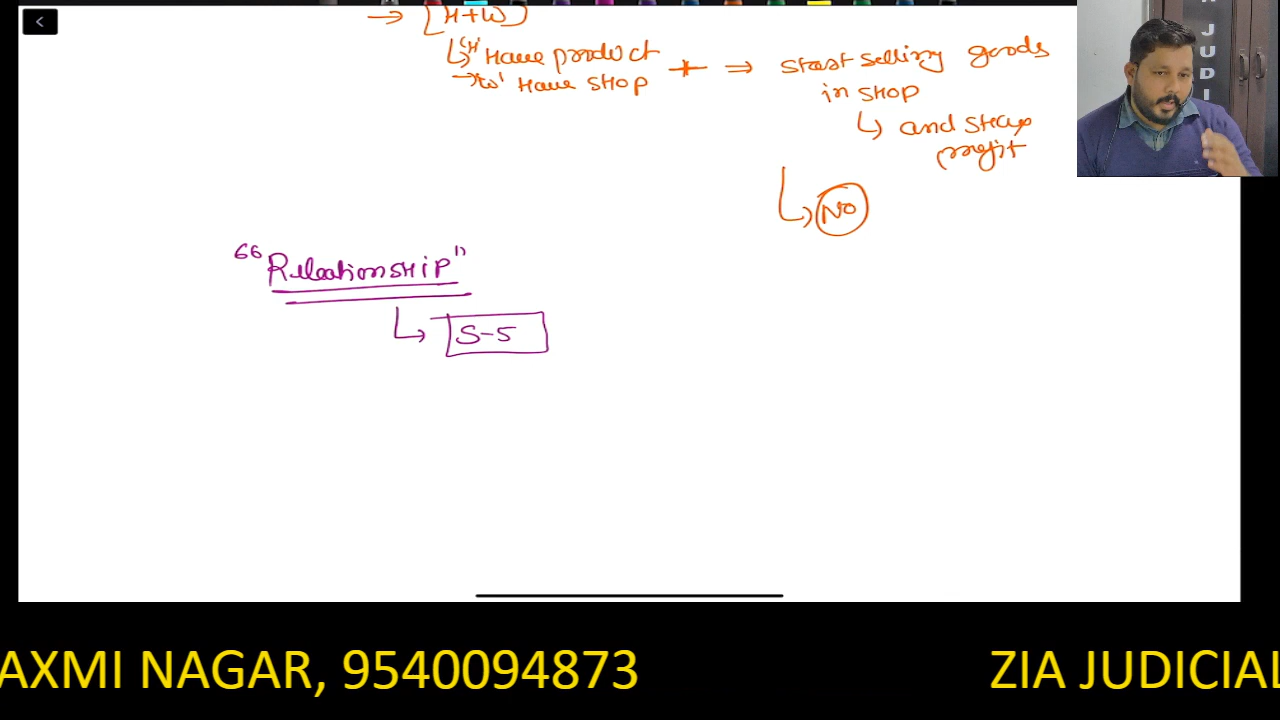 → [H+W]
↳ 'H' Have product
→ 'W' Have SHOP + ⇒ start selling goods
in SHOP
↳ and SHare
profit
↳ No
"RelationSHIP"
↳ S-5
H
JUDI
AXMI NAGAR, 9540094873
ZIA JUDICIAL